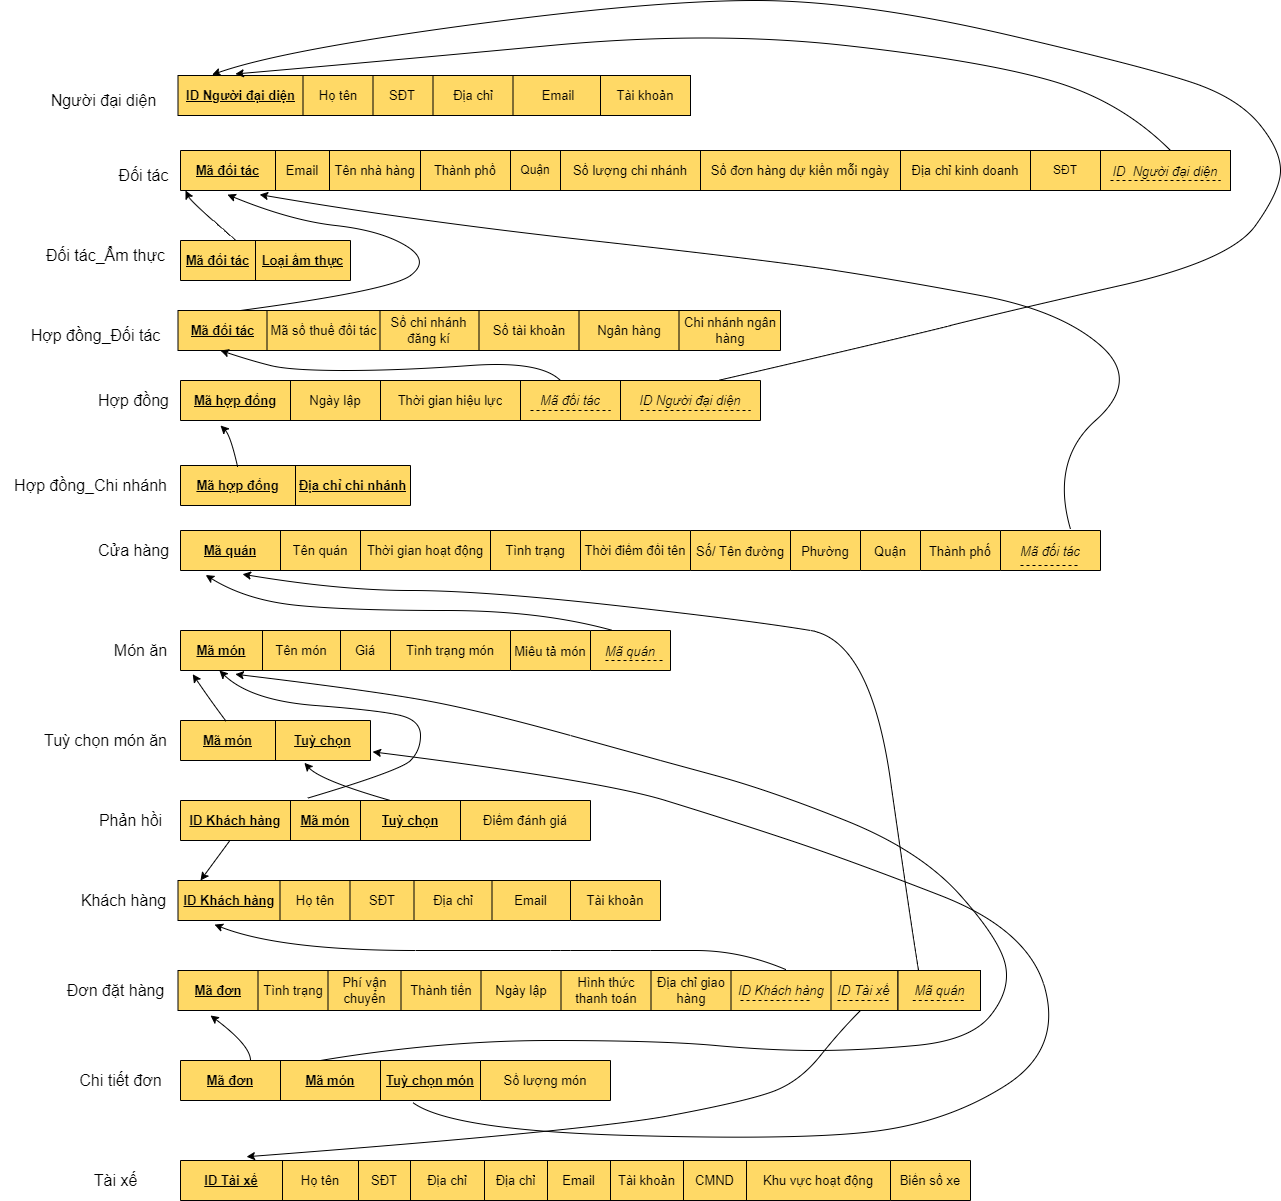 Người đại diện
ID Người đại diện Họ tên SĐT Địa chỉ Email Tài khoản
Đối tác
Mã đối tác Email Tên nhà hàng Thành phố Quận Số lượng chi nhánh Số đơn hàng dự kiến mỗi ngày Địa chỉ kinh doanh SĐT ID Người đại diện
Đối tác_Ẩm thực
Mã đối tác Loại ẩm thực
Hợp đồng_Đối tác
Mã đối tác Mã số thuế đối tác Số chi nhánh
đăng kí Số tài khoản Ngân hàng Chi nhánh ngân
hàng
Hợp đồng
Mã hợp đồng Ngày lập Thời gian hiệu lực Mã đối tác ID Người đại diện
Hợp đồng_Chi nhánh
Mã hợp đồng Địa chỉ chi nhánh
Cửa hàng
Mã quán Tên quán Thời gian hoạt động Tình trạng Thời điểm đổi tên Số/ Tên đường Phường Quận Thành phố Mã đối tác
Món ăn
Mã món Tên món Giá Tình trạng món Miêu tả món Mã quán
Tuỳ chọn món ăn
Mã món Tuỳ chọn
Phản hồi
ID Khách hàng Mã món Tuỳ chọn Điểm đánh giá
Khách hàng
ID Khách hàng Họ tên SĐT Địa chỉ Email Tài khoản
Đơn đặt hàng
Mã đơn Tình trạng Phí vận
chuyển Thành tiền Ngày lập Hình thức
thanh toán Địa chỉ giao
hàng ID Khách hàng ID Tài xế Mã quán
Chi tiết đơn
Mã đơn Mã món Tuỳ chọn món Số lượng món
Tài xế
ID Tài xế Họ tên SĐT Địa chỉ Địa chỉ Email Tài khoản CMND Khu vực hoạt động Biển số xe